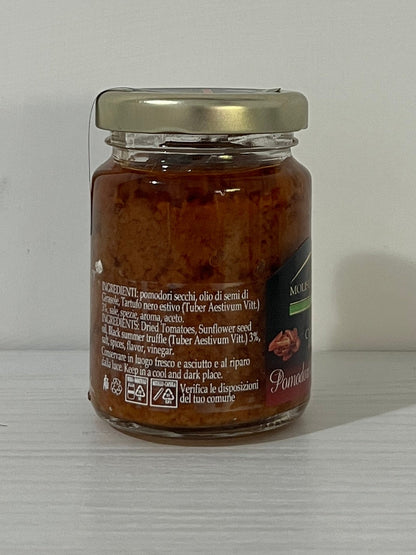 INGREDIENTI: pomodori secchi, olio di semi di
Girasole, Tartufo nero estivo (Tuber Aestivum Vitt.)
3%, sale, spezie, aroma, aceto.
INGREDIENTS: Dried Tomatoes, Sunflower seed
oil, Black summer truffle (Tuber Aestivum Vitt.) 3%,
salt, spices, flavor, vinegar.
Conservare in luogo fresco e asciutto e al riparo
dalla luce. Keep in a cool and dark place.
Verifica le disposizioni
del tuo comune
MOLIS
Pomod